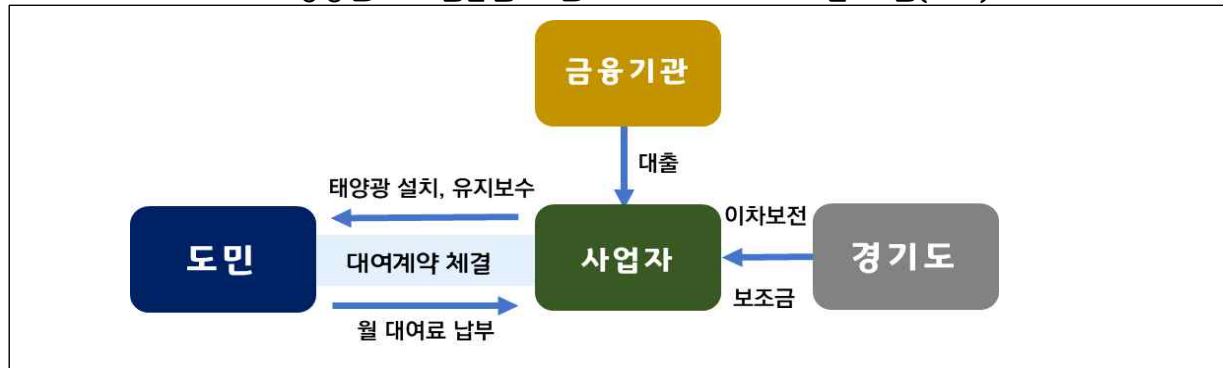 금융기관
대출
태양광 설치, 유지보수
이차보전
도민
대여계약 체결
사업자
경기도
보조금
월 대여료 납부